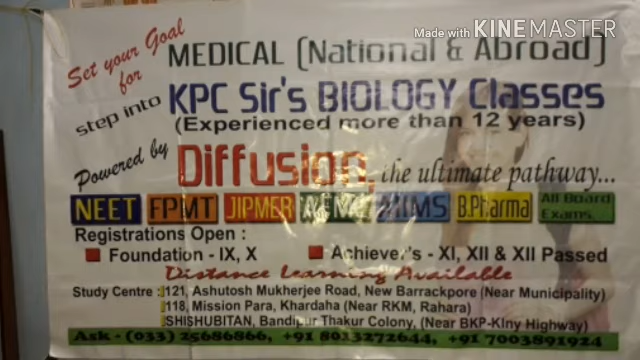 Made with KINEMASTER
Set your Goal
for
MEDICAL (National & Abroad)
step into KPC Sir's BIOLOGY Classes
(Experienced more than 12 years)
Powered by Diffusion, the ultimate pathway...
NEET FPMT JIPMER AFMC AIIMS B.Pharma All Board Exams.
Registrations Open :
Foundation - IX, X Achiever's - XI, XII & XII Passed
Distance Learning Available
Study Centre : 121, Ashutosh Mukherjee Road, New Barrackpore (Near Municipality)
118, Mission Para, Khardaha (Near RKM, Rahara)
SHISHUBITAN, Bandipur Thakur Colony, (Near BKP-Klny Highway)
Ask - (033) 25686866, +91 8013272644, +91 7003891924